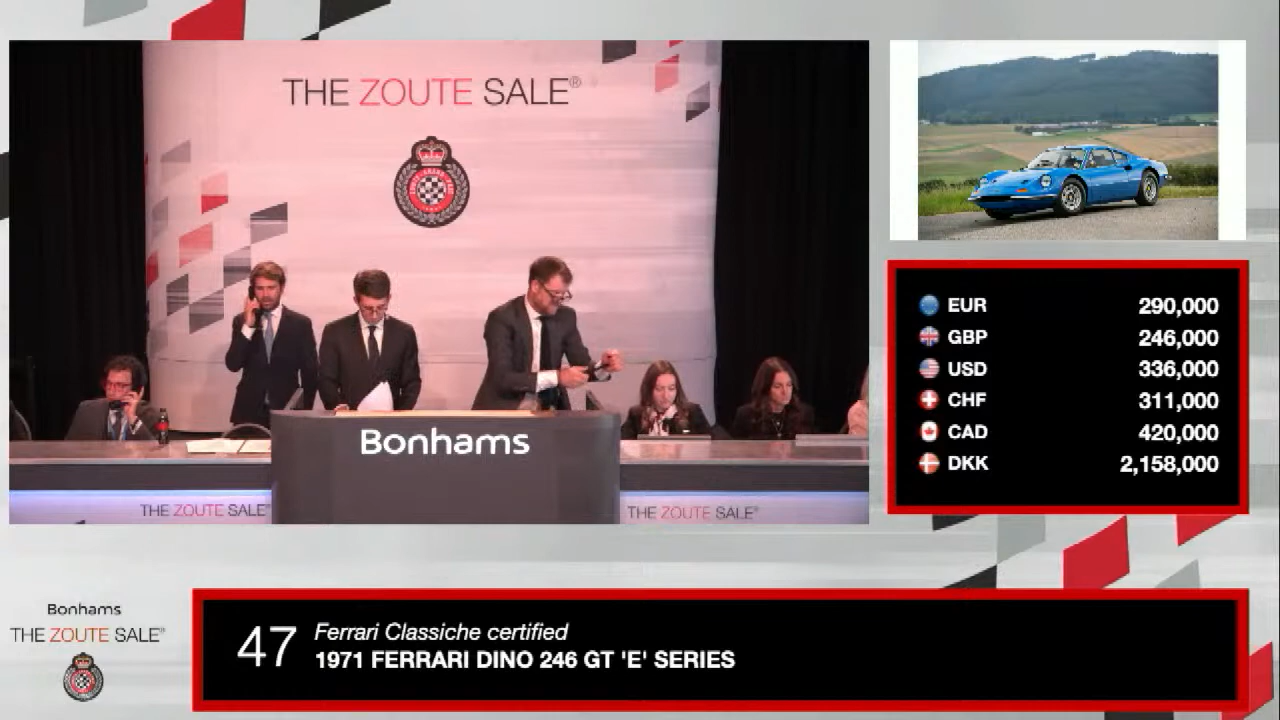 THE ZOUTE SALE®
Bonhams
THE ZOUTE SALE®
THE ZOUTE SALE®
EUR 290,000
GBP 246,000
USD 336,000
CHF 311,000
CAD 420,000
DKK 2,158,000
Bonhams
THE ZOUTE SALE®
47
Ferrari Classiche certified
1971 FERRARI DINO 246 GT 'E' SERIES